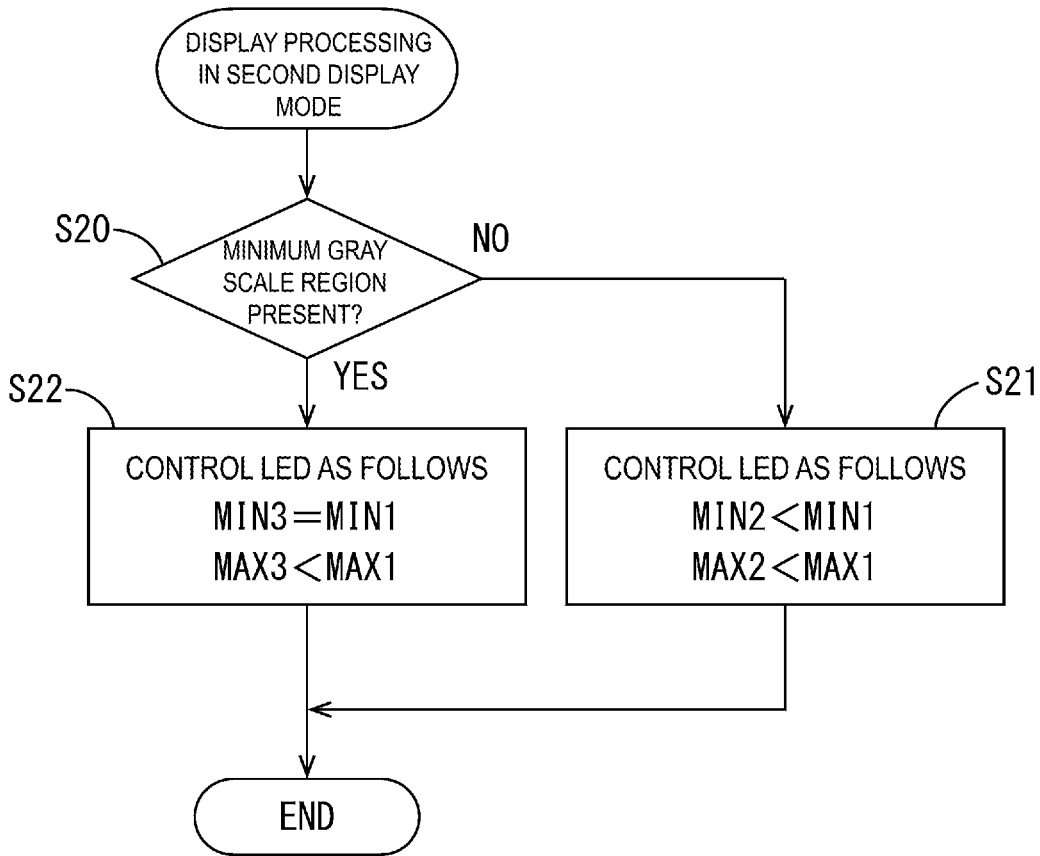 DISPLAY PROCESSING
IN SECOND DISPLAY
MODE
S20
MINIMUM GRAY
SCALE REGION
PRESENT?
NO
YES
S22
CONTROL LED AS FOLLOWS
MIN3=MIN1
MAX3<MAX1
S21
CONTROL LED AS FOLLOWS
MIN2<MIN1
MAX2<MAX1
END